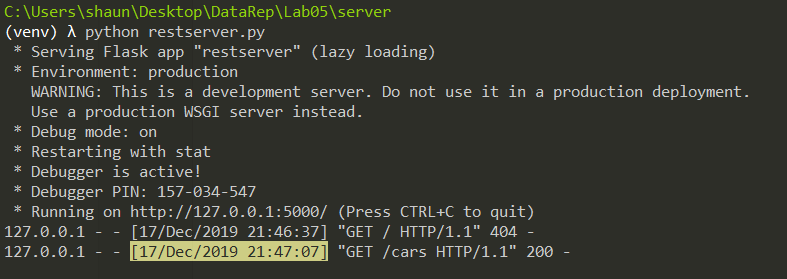 C:\Users\shaun\Desktop\DataRep\Lab05\server
(venv) λ python restserver.py
* Serving Flask app "restserver" (lazy loading)
* Environment: production
WARNING: This is a development server. Do not use it in a production deployment.
Use a production WSGI server instead.
* Debug mode: on
* Restarting with stat
* Debugger is active!
* Debugger PIN: 157-034-547
* Running on http://127.0.0.1:5000/ (Press CTRL+C to quit)
127.0.0.1 - - [17/Dec/2019 21:46:37] "GET / HTTP/1.1" 404 -
127.0.0.1 - - [17/Dec/2019 21:47:07] "GET /cars HTTP/1.1" 200 -